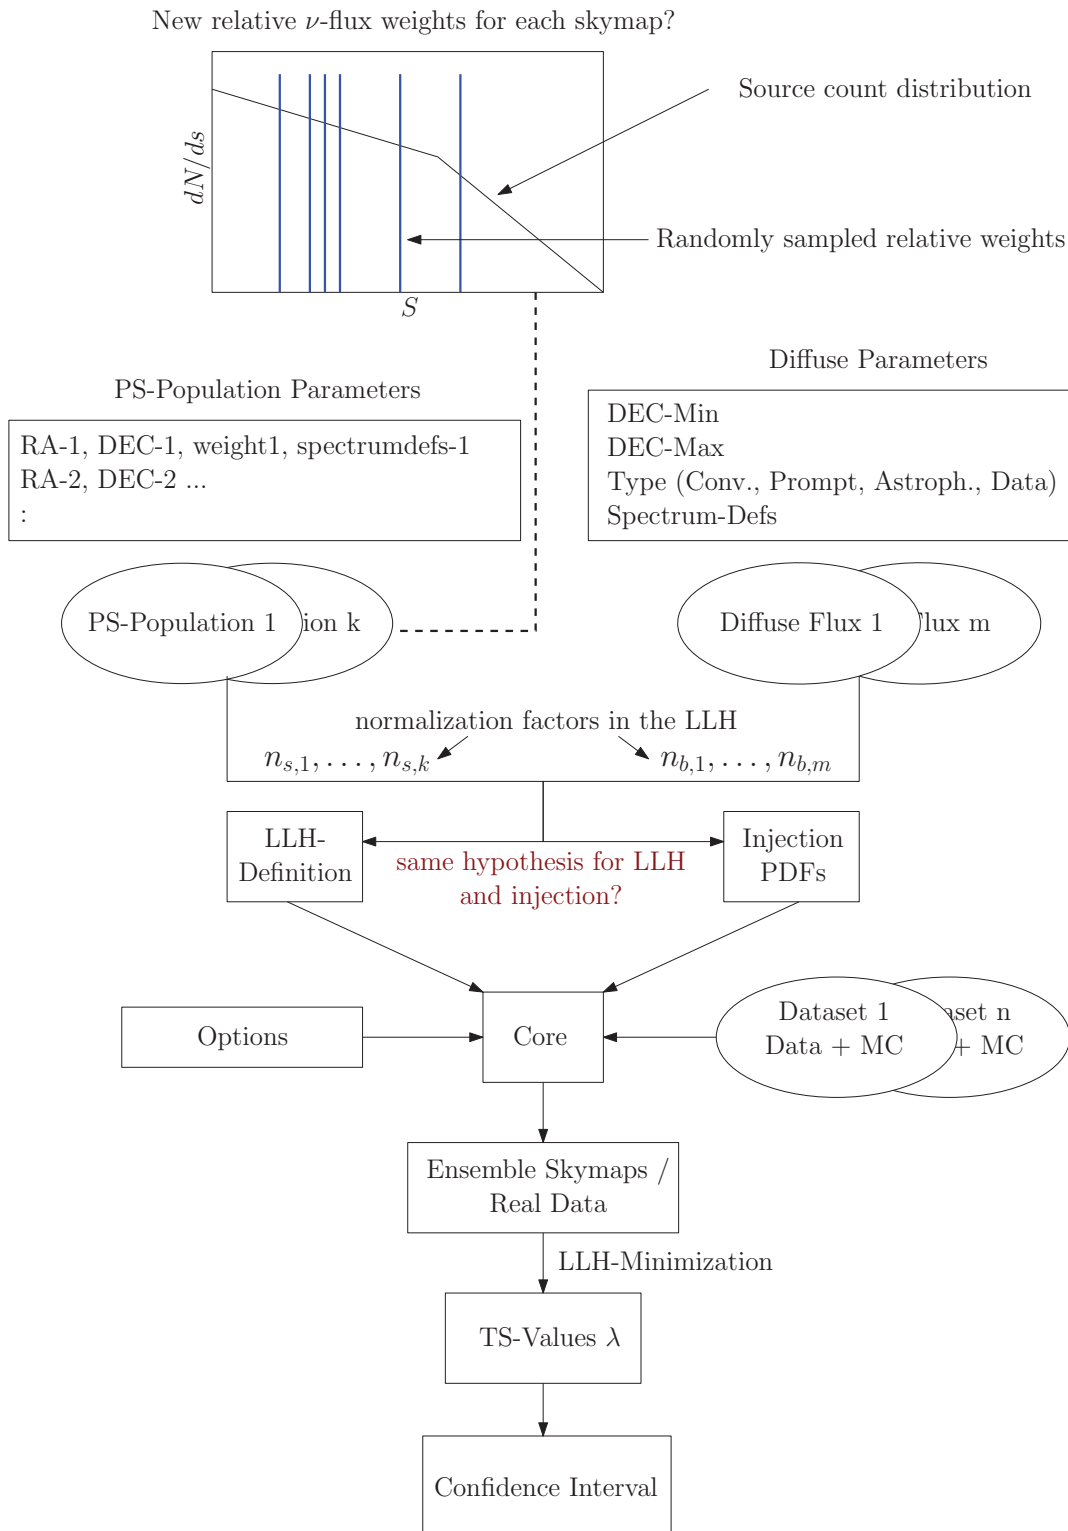 New relative ν-flux weights for each skymap?
Source count distribution
dN/ds
Randomly sampled relative weights
S
Diffuse Parameters
PS-Population Parameters
DEC-Min
DEC-Max
Type (Conv., Prompt, Astroph., Data)
Spectrum-Defs
RA-1, DEC-1, weight1, spectrumdefs-1
RA-2, DEC-2 ...
:
PS-Population 1
ion k
Diffuse Flux 1
lux m
normalization factors in the LLH
n_{s,1}, . . . , n_{s,k}
n_{b,1}, . . . , n_{b,m}
LLH-
Definition
same hypothesis for LLH
and injection?
Injection
PDFs
Options
Core
Dataset 1
Data + MC
aset n
+ MC
Ensemble Skymaps /
Real Data
LLH-Minimization
TS-Values λ
Confidence Interval